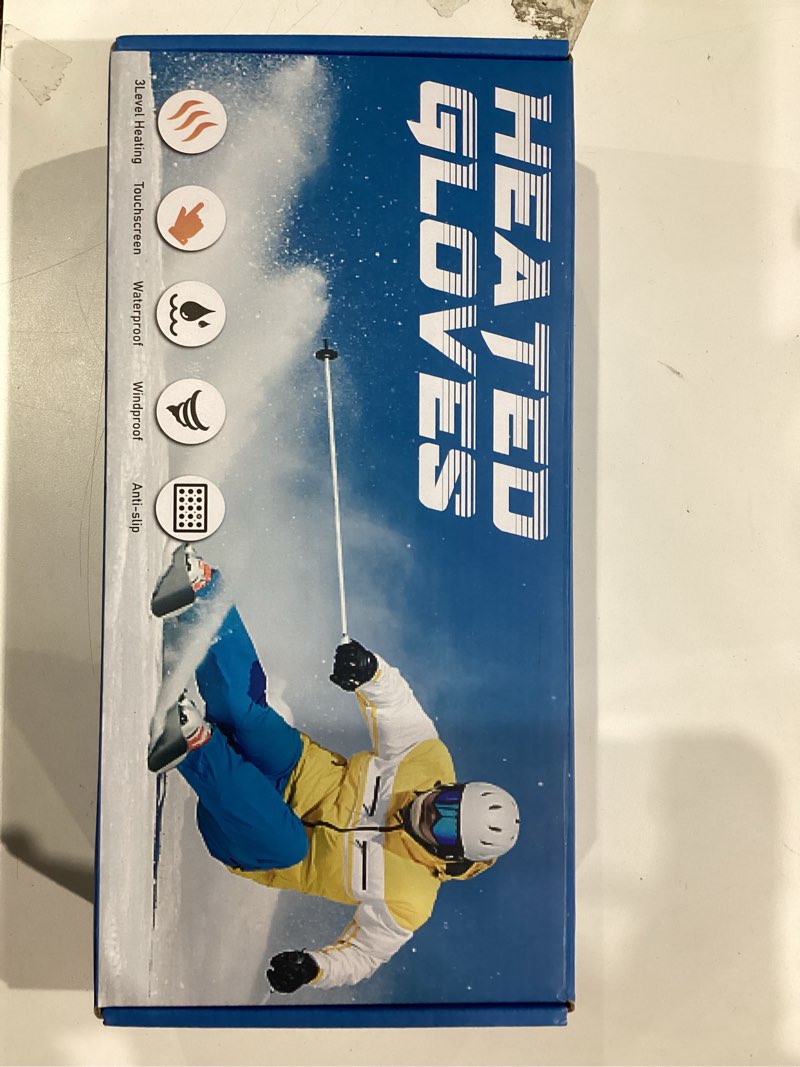 HEATED
GLOVES
3Level Heating
Touchscreen
Waterproof
Windproof
Anti-slip